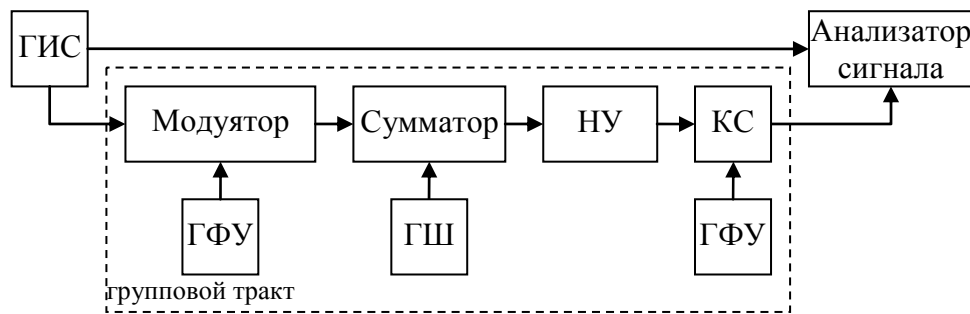 ГИС
Анализатор
сигнала
Модуятор
Сумматор
НУ
КС
ГФУ
ГШ
ГФУ
групповой тракт